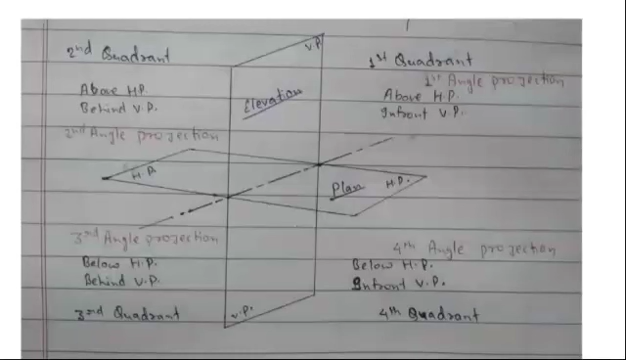 2nd Quadrant
Above H.P.
Behind V.P.
2nd Angle projection
V.P.
Elevation
1st Quadrant
1st Angle projection
Above H.P.
Infront V.P.
H.P.
Plan
H.P.
3rd Angle projection
Below H.P.
Behind V.P.
3rd Quadrant
V.P.
4th Angle projection
Below H.P.
Infront V.P.
4th Quadrant